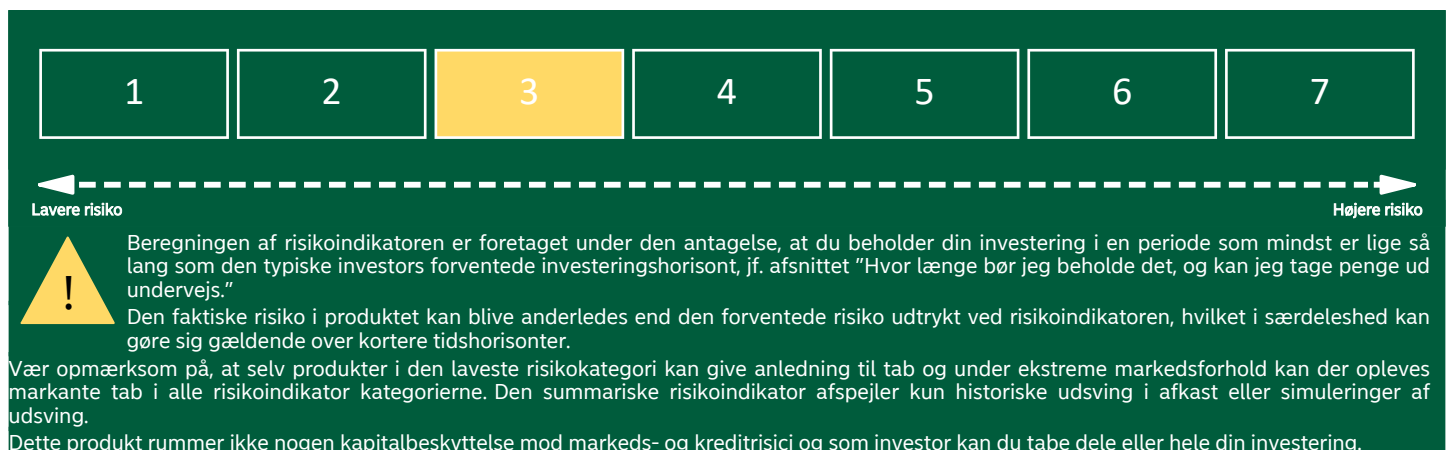 1 2 3 4 5 6 7
Lavere risiko Højere risiko
Beregningen af risikoindikatoren er foretaget under den antagelse, at du beholder din investering i en periode som mindst er lige så
lang som den typiske investors forventede investeringshorisont, jf. afsnittet ”Hvor længe bør jeg beholde det, og kan jeg tage penge ud
undervejs.”
!
Den faktiske risiko i produktet kan blive anderledes end den forventede risiko udtrykt ved risikoindikatoren, hvilket i særdeleshed kan
gøre sig gældende over kortere tidshorisonter.
Vær opmærksom på, at selv produkter i den laveste risikokategori kan give anledning til tab og under ekstreme markedsforhold kan der opleves
markante tab i alle risikoindikator kategorierne. Den summariske risikoindikator afspejler kun historiske udsving i afkast eller simuleringer af
udsving.
Dette produkt rummer ikke nogen kapitalbeskyttelse mod markeds- og kreditrisici og som investor kan du tabe dele eller hele din investering.